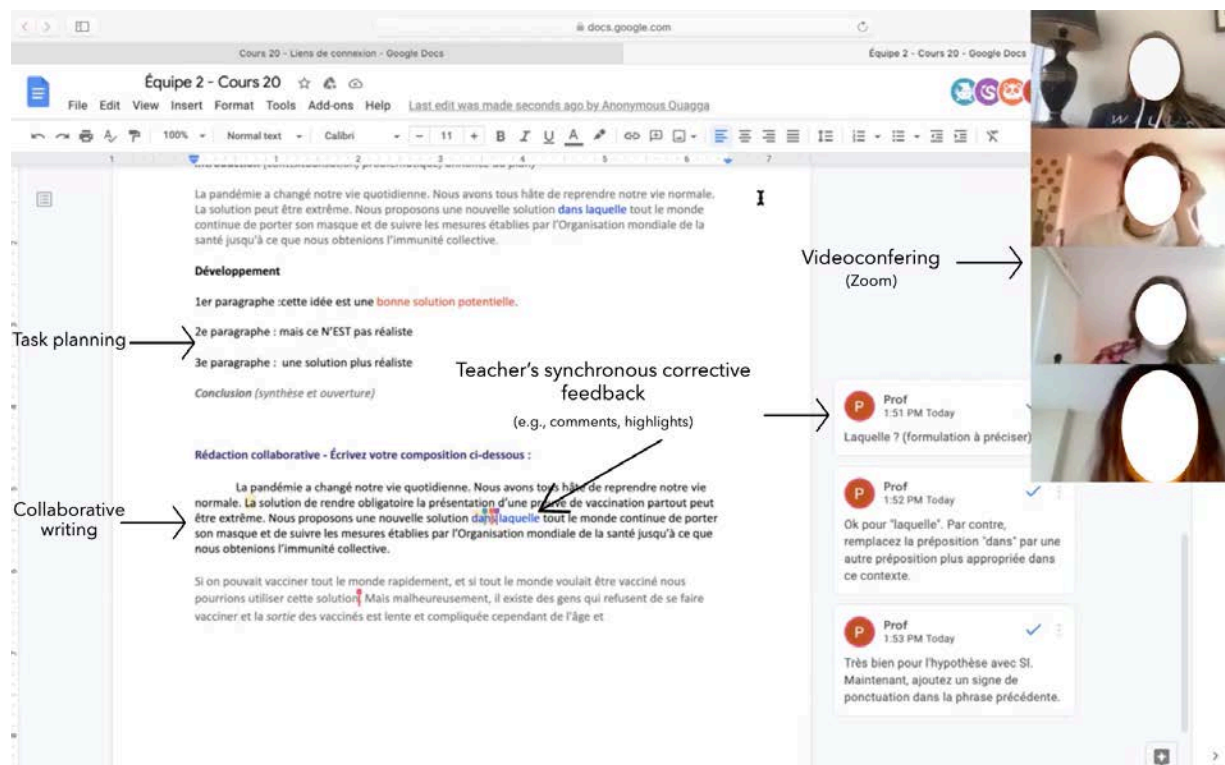 docs.google.com
Cours 20 - Liens de connexion - Google Docs
Équipe 2 - Cours 20 - Google Docs
Équipe 2 - Cours 20
File Edit View Insert Format Tools Add-ons Help Last edit was made seconds ago by Anonymous Quagga
100% Normal text Calibri - 11 + B I U A
1 1 2 3 4 5 6 7
La pandémie a changé notre vie quotidienne. Nous avons tous hâte de reprendre notre vie normale.
La solution peut être extrême. Nous proposons une nouvelle solution dans laquelle tout le monde
continue de porter son masque et de suivre les mesures établies par l'Organisation mondiale de la
santé jusqu'à ce que nous obtenions l'immunité collective.
Développement
1er paragraphe :cette idée est une bonne solution potentielle.
2e paragraphe : mais ce N'EST pas réaliste
3e paragraphe : une solution plus réaliste
Conclusion (synthèse et ouverture)
Rédaction collaborative - Écrivez votre composition ci-dessous :
La pandémie a changé notre vie quotidienne. Nous avons tous hâte de reprendre notre vie
normale. La solution de rendre obligatoire la présentation d'une preuve de vaccination partout peut
être extrême. Nous proposons une nouvelle solution dans laquelle tout le monde continue de porter
son masque et de suivre les mesures établies par l'Organisation mondiale de la santé jusqu'à ce que
nous obtenions l'immunité collective.
Si on pouvait vacciner tout le monde rapidement, et si tout le monde voulait être vacciné nous
pourrions utiliser cette solution. Mais malheureusement, il existe des gens qui refusent de se faire
vacciner et la sortie des vaccinés est lente et compliquée cependant de l'âge et
Task planning
Collaborative
writing
Teacher's synchronous corrective
feedback
(e.g., comments, highlights)
Videoconfering
(Zoom)
P Prof
1:51 PM Today
Laquelle ? (formulation à préciser)
P Prof
1:52 PM Today
Ok pour "laquelle". Par contre,
remplacez la préposition "dans" par une
autre préposition plus appropriée dans
ce contexte.
P Prof
1:53 PM Today
Très bien pour l'hypothèse avec SI.
Maintenant, ajoutez un signe de
ponctuation dans la phrase précédente.